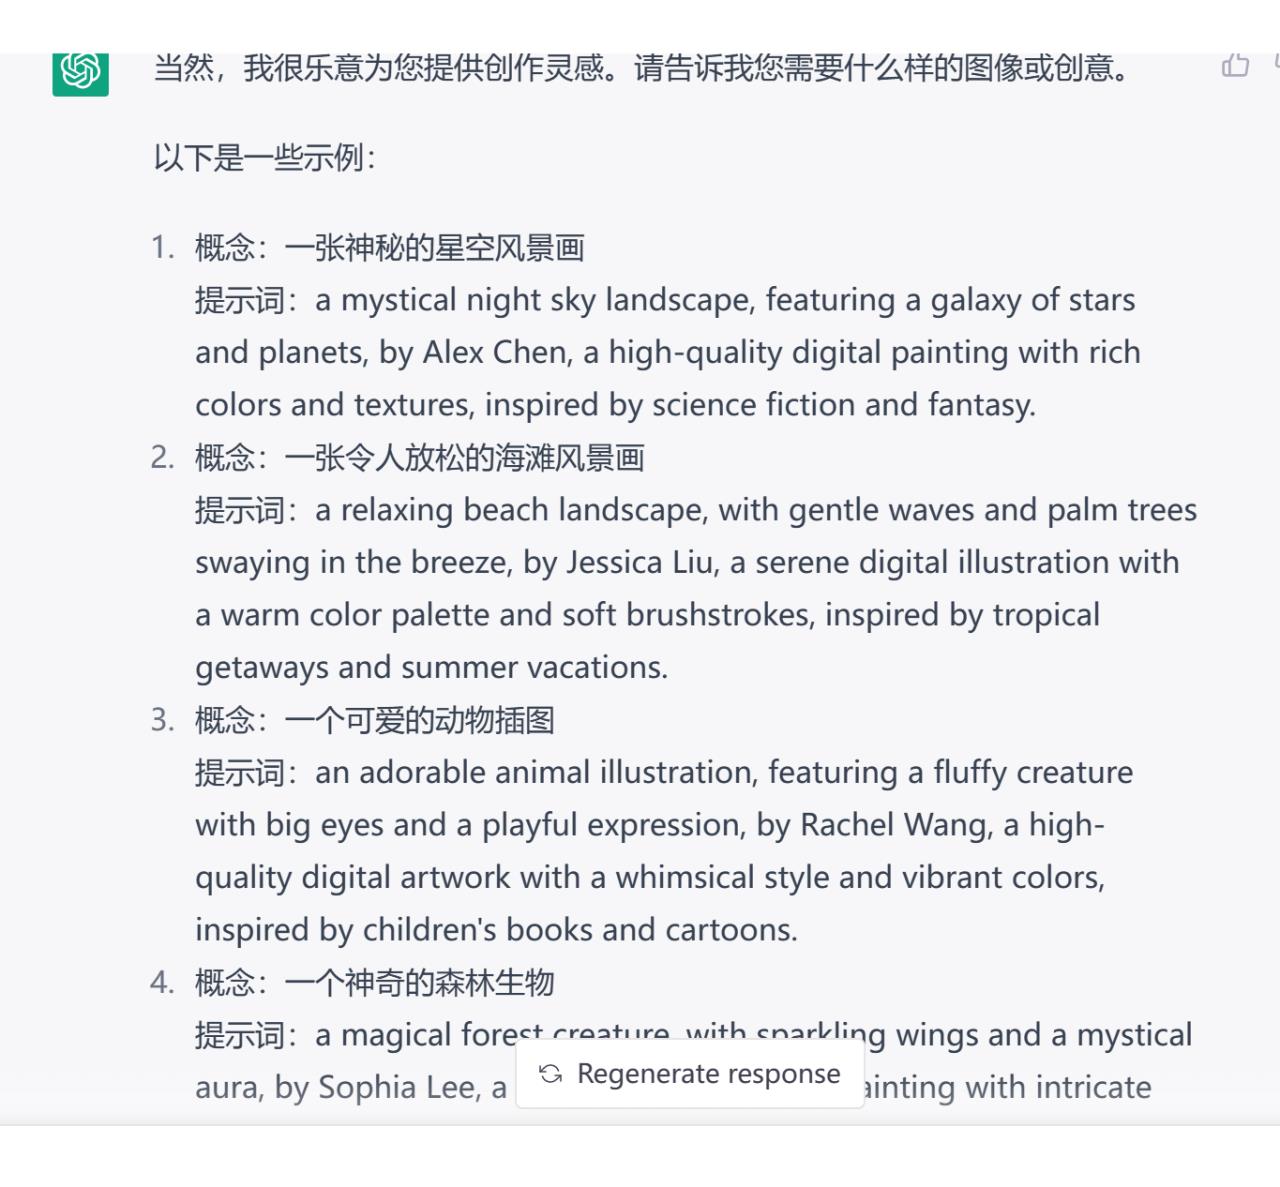 当然，我很乐意为您提供创作灵感。请告诉我您需要什么样的图像或创意。
以下是一些示例：
1. 概念：一张神秘的星空风景画
提示词：a mystical night sky landscape, featuring a galaxy of stars
and planets, by Alex Chen, a high-quality digital painting with rich
colors and textures, inspired by science fiction and fantasy.
2. 概念：一张令人放松的海滩风景画
提示词：a relaxing beach landscape, with gentle waves and palm trees
swaying in the breeze, by Jessica Liu, a serene digital illustration with
a warm color palette and soft brushstrokes, inspired by tropical
getaways and summer vacations.
3. 概念：一个可爱的动物插图
提示词：an adorable animal illustration, featuring a fluffy creature
with big eyes and a playful expression, by Rachel Wang, a high-
quality digital artwork with a whimsical style and vibrant colors,
inspired by children's books and cartoons.
4. 概念：一个神奇的森林生物
提示词：a magical forest creature, with sparkling wings and a mystical
aura, by Sophia Lee, a ainting with intricate
Regenerate response